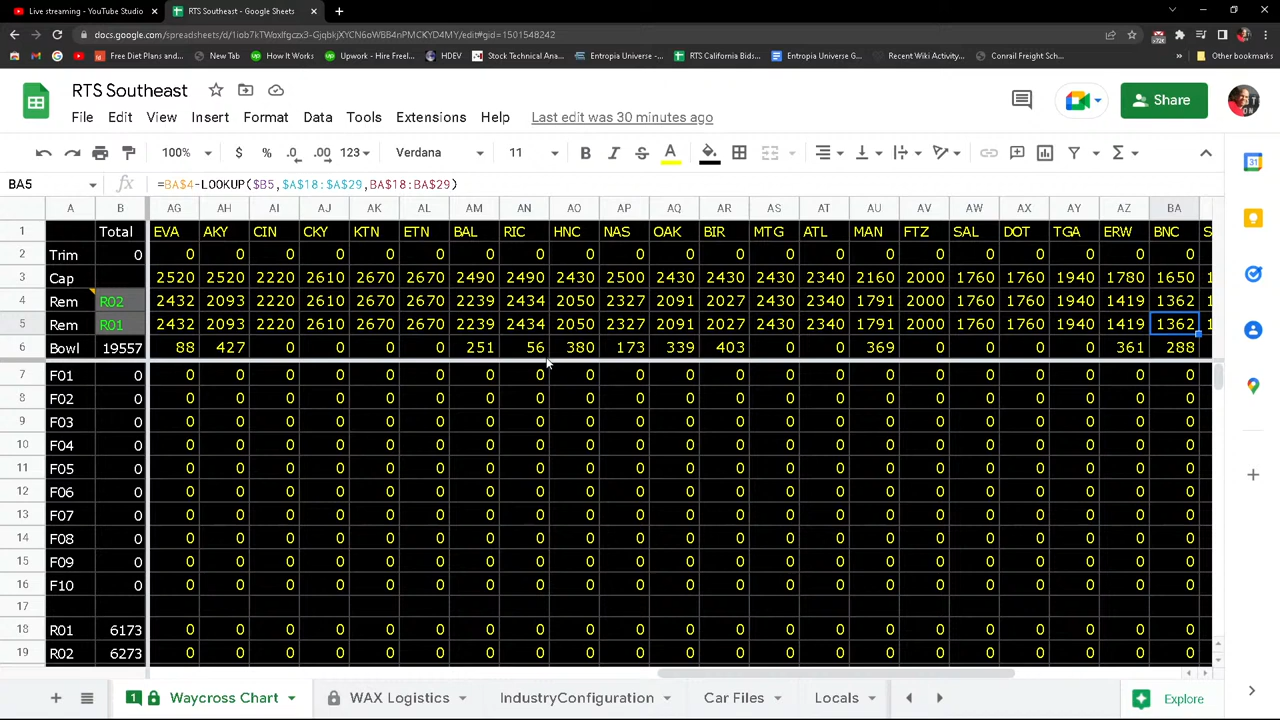 Live streaming - YouTube Studio
RTS Southeast - Google Sheets
docs.google.com/spreadsheets/d/1iob7kTWoxlfgczx3-GjqbkjXYCN6oWBB4nPMCKYD4MY/edit#gid=1501548242
Free Diet Plans and... New Tab How It Works Upwork - Hire Freel... HDEV Stock Technical Ana... Entropia Universe -... RTS California Bids... Entropia Universe G... Recent Wiki Activity... Conrail Freight Sch... » Other bookmarks
RTS Southeast
File Edit View Insert Format Data Tools Extensions Help Last edit was 30 minutes ago
Share
100% $ % .0 .00 123 Verdana 11 B I S A
BA5 fx =BA$4-LOOKUP($B5,$A$18:$A$29,BA$18:BA$29)
A B AG AH AI AJ AK AL AM AN AO AP AQ AR AS AT AU AV AW AX AY AZ BA
1 Total EVA AKY CIN CKY KTN ETN BAL RIC HNC NAS OAK BIR MTG ATL MAN FTZ SAL DOT TGA ERW BNC S
2 Trim 0 0 0 0 0 0 0 0 0 0 0 0 0 0 0 0 0 0 0 0 0 0
3 Cap 2520 2520 2220 2610 2670 2670 2490 2490 2430 2500 2430 2430 2430 2340 2160 2000 1760 1760 1940 1780 1650 1
4 Rem R02 2432 2093 2220 2610 2670 2670 2239 2434 2050 2327 2091 2027 2430 2340 1791 2000 1760 1760 1940 1419 1362 1
5 Rem R01 2432 2093 2220 2610 2670 2670 2239 2434 2050 2327 2091 2027 2430 2340 1791 2000 1760 1760 1940 1419 1362 1
6 Bowl 19557 88 427 0 0 0 0 251 56 380 173 339 403 0 0 369 0 0 0 0 361 288
7 F01 0 0 0 0 0 0 0 0 0 0 0 0 0 0 0 0 0 0 0 0 0 0
8 F02 0 0 0 0 0 0 0 0 0 0 0 0 0 0 0 0 0 0 0 0 0 0
9 F03 0 0 0 0 0 0 0 0 0 0 0 0 0 0 0 0 0 0 0 0 0 0
10 F04 0 0 0 0 0 0 0 0 0 0 0 0 0 0 0 0 0 0 0 0 0 0
11 F05 0 0 0 0 0 0 0 0 0 0 0 0 0 0 0 0 0 0 0 0 0 0
12 F06 0 0 0 0 0 0 0 0 0 0 0 0 0 0 0 0 0 0 0 0 0 0
13 F07 0 0 0 0 0 0 0 0 0 0 0 0 0 0 0 0 0 0 0 0 0 0
14 F08 0 0 0 0 0 0 0 0 0 0 0 0 0 0 0 0 0 0 0 0 0 0
15 F09 0 0 0 0 0 0 0 0 0 0 0 0 0 0 0 0 0 0 0 0 0 0
16 F10 0 0 0 0 0 0 0 0 0 0 0 0 0 0 0 0 0 0 0 0 0 0
17
18 R01 6173 0 0 0 0 0 0 0 0 0 0 0 0 0 0 0 0 0 0 0 0 0
19 R02 6273 0 0 0 0 0 0 0 0 0 0 0 0 0 0 0 0 0 0 0 0 0
1 Waycross Chart WAX Logistics IndustryConfiguration Car Files Locals Explore